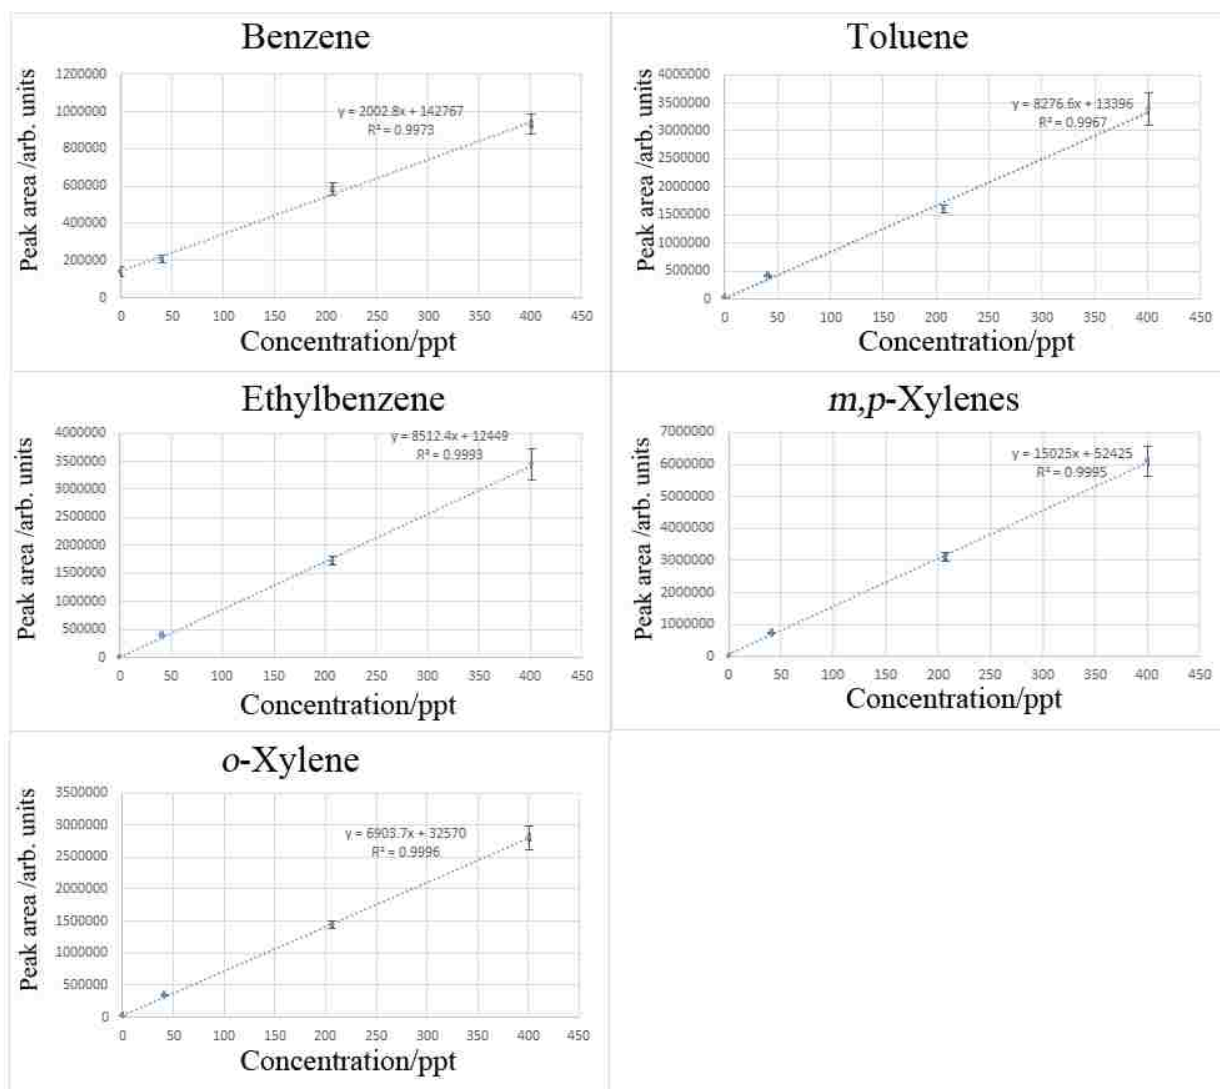 Benzene
Peak area /arb. units
1200000
1000000
800000
600000
400000
200000
0
y = 2002.8x + 142767
R² = 0.9973
0 50 100 150 200 250 300 350 400 450
Concentration/ppt
Toluene
Peak area /arb. units
4000000
3500000
3000000
2500000
2000000
1500000
1000000
500000
0
y = 8276.6x + 13396
R² = 0.9967
0 50 100 150 200 250 300 350 400 450
Concentration/ppt
Ethylbenzene
Peak area /arb. units
4000000
3500000
3000000
2500000
2000000
1500000
1000000
500000
0
y = 8512.4x + 12449
R² = 0.9993
0 50 100 150 200 250 300 350 400 450
Concentration/ppt
m,p-Xylenes
Peak area /arb. units
7000000
6000000
5000000
4000000
3000000
2000000
1000000
0
y = 15025x + 52425
R² = 0.9995
0 50 100 150 200 250 300 350 400 450
Concentration/ppt
o-Xylene
Peak area /arb. units
3500000
3000000
2500000
2000000
1500000
1000000
500000
0
y = 6903.7x + 32570
R² = 0.9996
0 50 100 150 200 250 300 350 400 450
Concentration/ppt